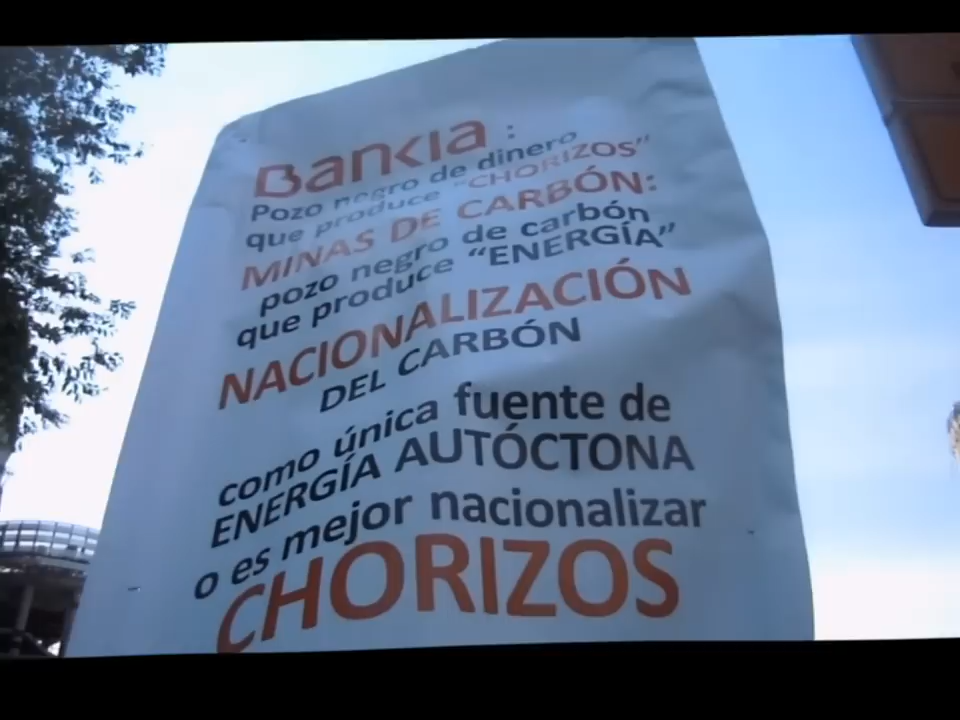 Bankia:
Pozo negro de dinero
que produce "CHORIZOS"
MINAS DE CARBÓN:
pozo negro de carbón
que produce "ENERGÍA"
NACIONALIZACIÓN
DEL CARBÓN
como única fuente de
ENERGÍA AUTÓCTONA
o es mejor nacionalizar
CHORIZOS